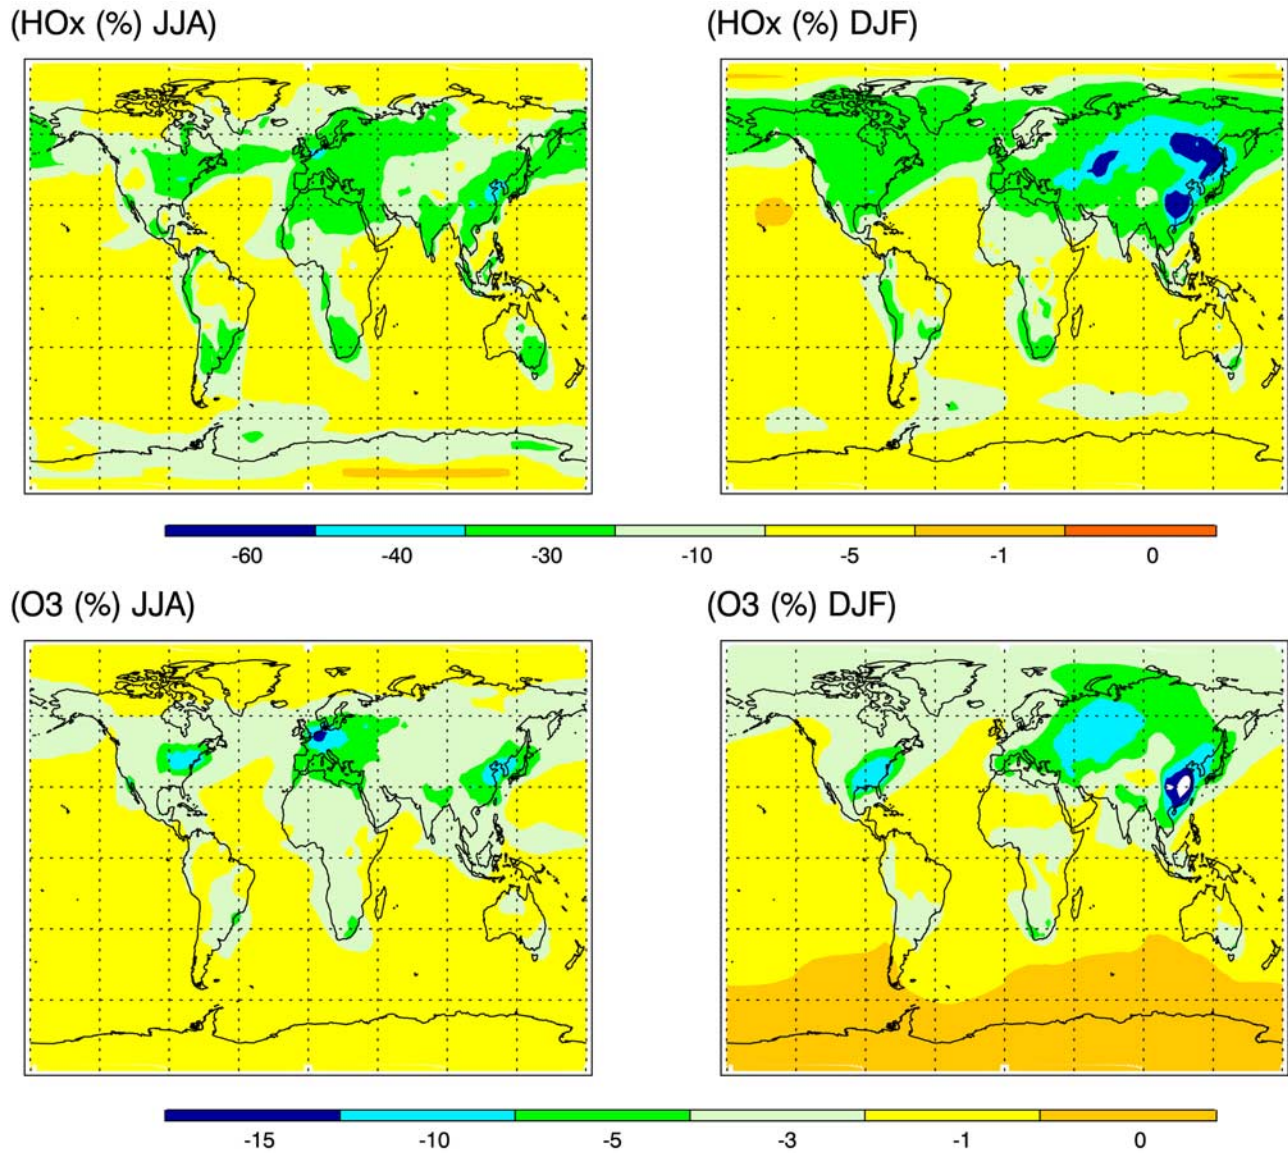 (HOx (%) JJA)
(HOx (%) DJF)
-60 -40 -30 -10 -5 -1 0
(O3 (%) JJA)
(O3 (%) DJF)
-15 -10 -5 -3 -1 0